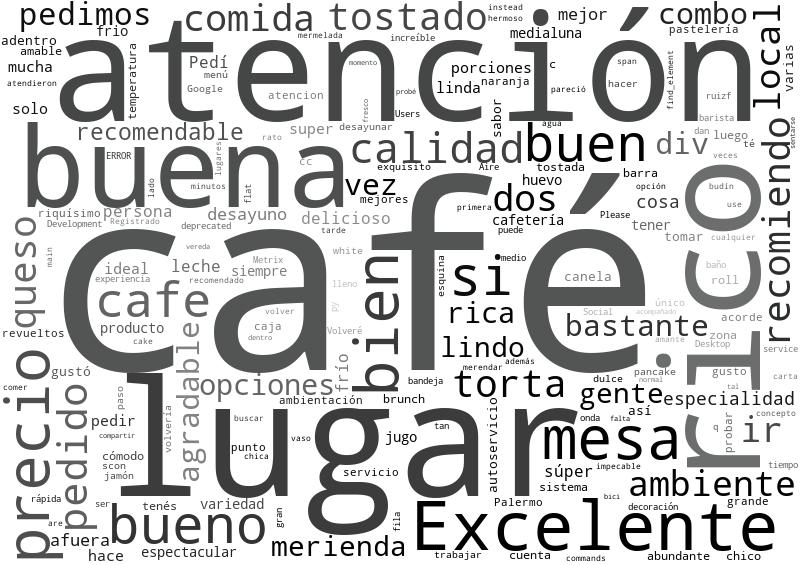 pedimos
comida
tostado
instead
hermoso
mejor
combo
local
adentro
amable
frio
mermelada
increíble
medialuna
pastelería
mucha
atendieron
atención
temperatura
Pedí
menú
Google
momento
probé
porciones
linda
naranja
c
span
pareció
hacer
find_element
ruizf
varias
solo
atencion
fresco
Users
sabor
barista
sentarse
recomendable
super
rato
desayunar
agua
buen
div
dan
luego
té
buena
ERROR
lugares
cc
calidad
exquisito
Aire
tostada
veces
recomiendo
lado
minutos
flat
vez
mejores
huevo
barra
opción
budín
riquísimo
persona
desayuno
delicioso
primera
dos
cafetería
Please
cosa
use
Development
Registrado
deprecated
tarde
puede
tener
tomar
cualquier
queso
main
vereda
Metrix
white
café
medio
rico
ideal
experiencia
leche
recomendado
siempre
lleno
bien
esquina
si
canela
baño
roll
cafe
volver
py
rica
Social
único
acompañado
revueltos
producto
cake
agradable
caja
dentro
Volveré
bastante
acorde
zona
Desktop
lindo
amante
service
precio
gustó
frío
merendar
además
pancake
normal
gusto
comer
pedido
paso
opciones
bandeja
torta
dulce
gente
tal
carta
ambientación
brunch
así
especialidad
pedir
compartir
volvería
lugar
buscar
tan
autoservicio
onda
falta
probar
q
ir
concepto
cómodo
punto
chica
vaso
jugo
mesa
scon
jamón
servicio
súper
impecable
tiempo
sistema
ambiente
rápida
ser
tenés
variedad
bici
Palermo
decoración
grande
are
bueno
gran
fila
Excelente
afuera
hace
espectacular
merienda
trabajar
cuenta
commands
abundante
chico